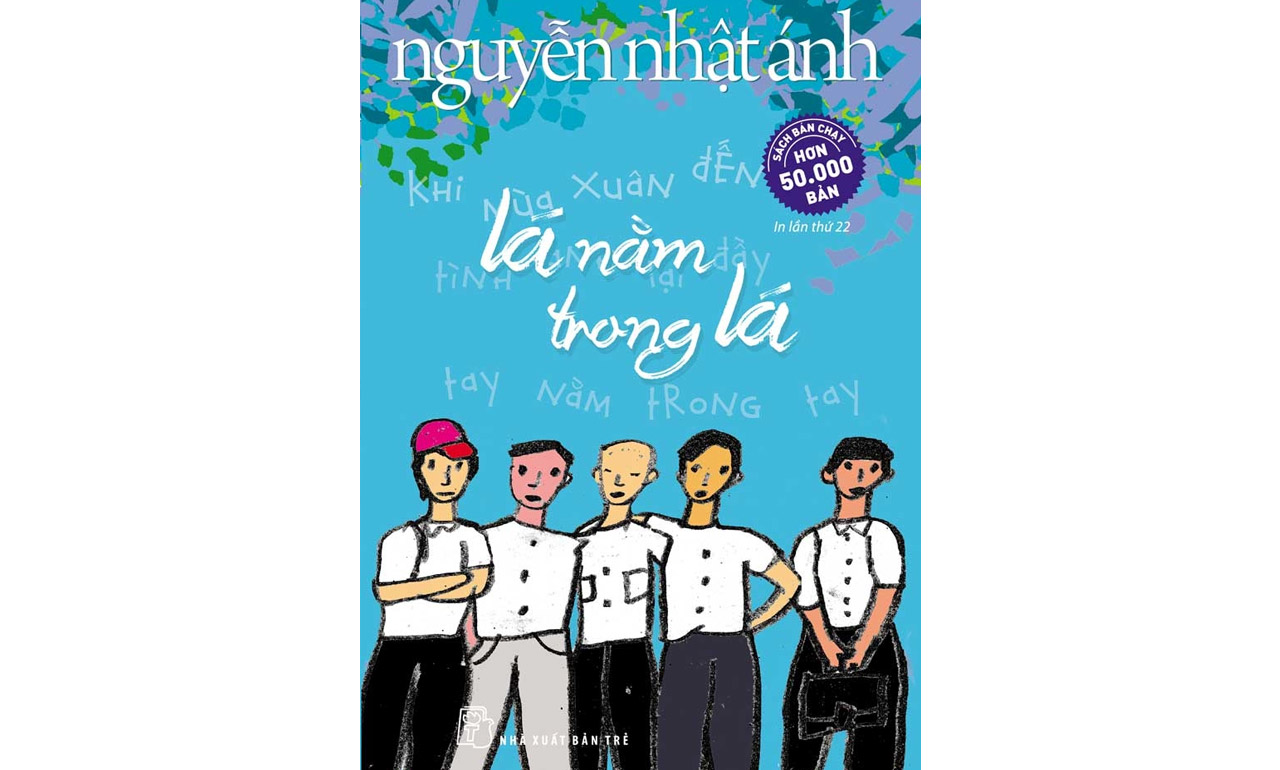 nguyễn nhật ánh
SÁCH BÁN CHẠY
HƠN
50.000
BẢN
In lần thứ 22
KHI MÙA XUÂN ĐẾN
lá nằm
TÌNH lại đầy
trong lá
tay NẰM TRONG tay
NHÀ XUẤT BẢN TRẺ